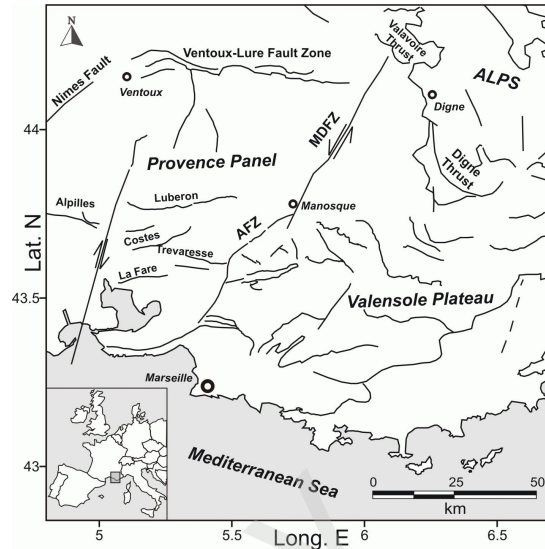 N
Nimes Fault
Ventoux-Lure Fault Zone
Ventoux
Valavoire
Thrust
ALPS
Digne
MDFZ
44
Provence Panel
Digne
Thrust
Alpilles
Luberon
Manosque
AFZ
Costes
Trevaresse
La Fare
Lat. N
43.5
Valensole Plateau
Marseille
43
Mediterranean Sea
0 25 50
km
5 5.5 6 6.5
Long. E